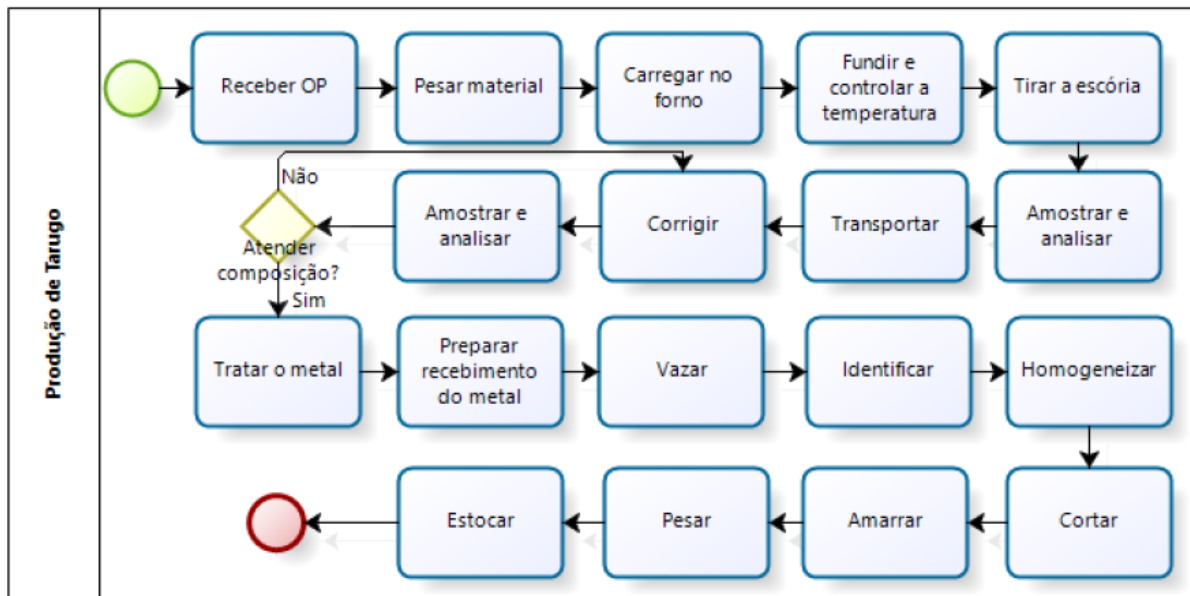 Produção de Tarugo
Receber OP
Pesar material
Carregar no
forno
Fundir e
controlar a
temperatura
Tirar a escória
Amostrar e
analisar
Transportar
Corrigir
Amostrar e
analisar
Não
Atender
composição?
Sim
Tratar o metal
Preparar
recebimento
do metal
Vazar
Identificar
Homogeneizar
Cortar
Amarrar
Pesar
Estocar